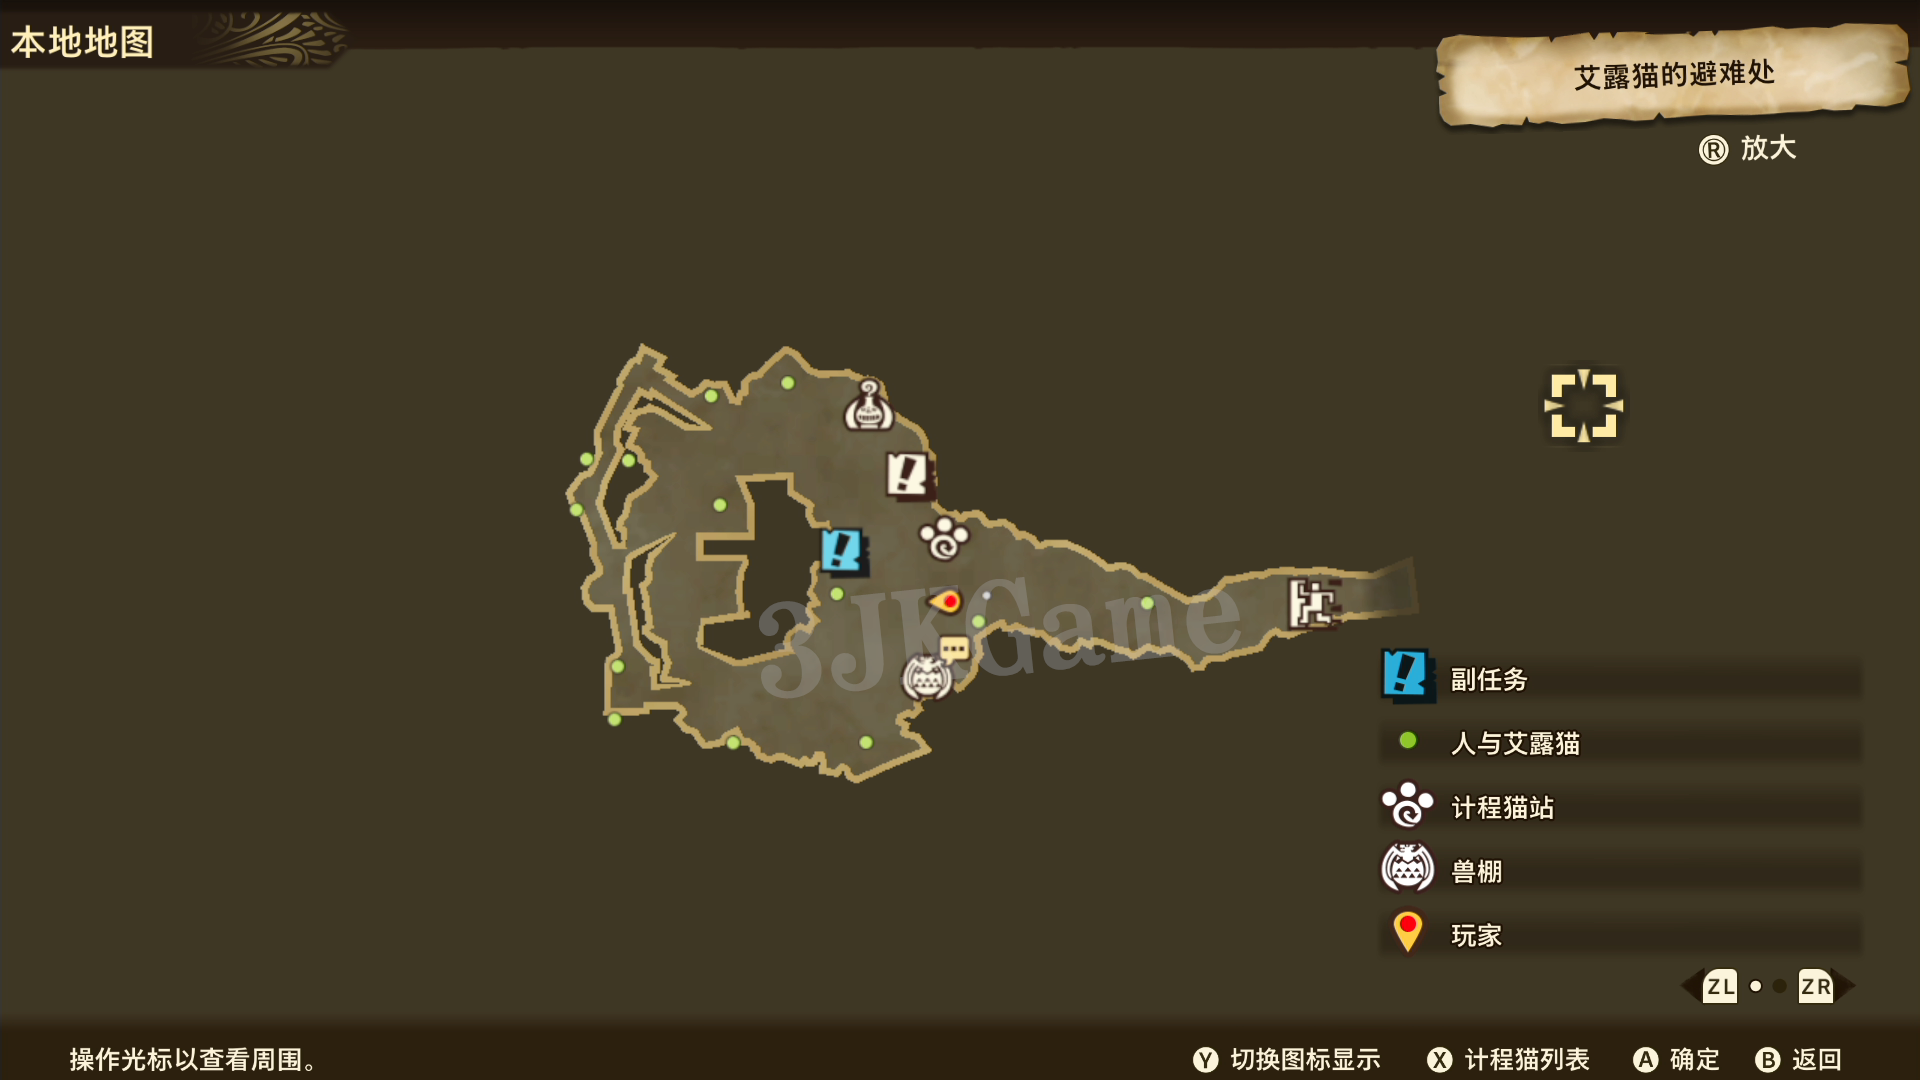 本地地图
艾露猫的避难处
R 放大
3JKGame
副任务
人与艾露猫
计程猫站
兽棚
玩家
ZL ZR
操作光标以查看周围。
Y 切换图标显示 X 计程猫列表 A 确定 B 返回